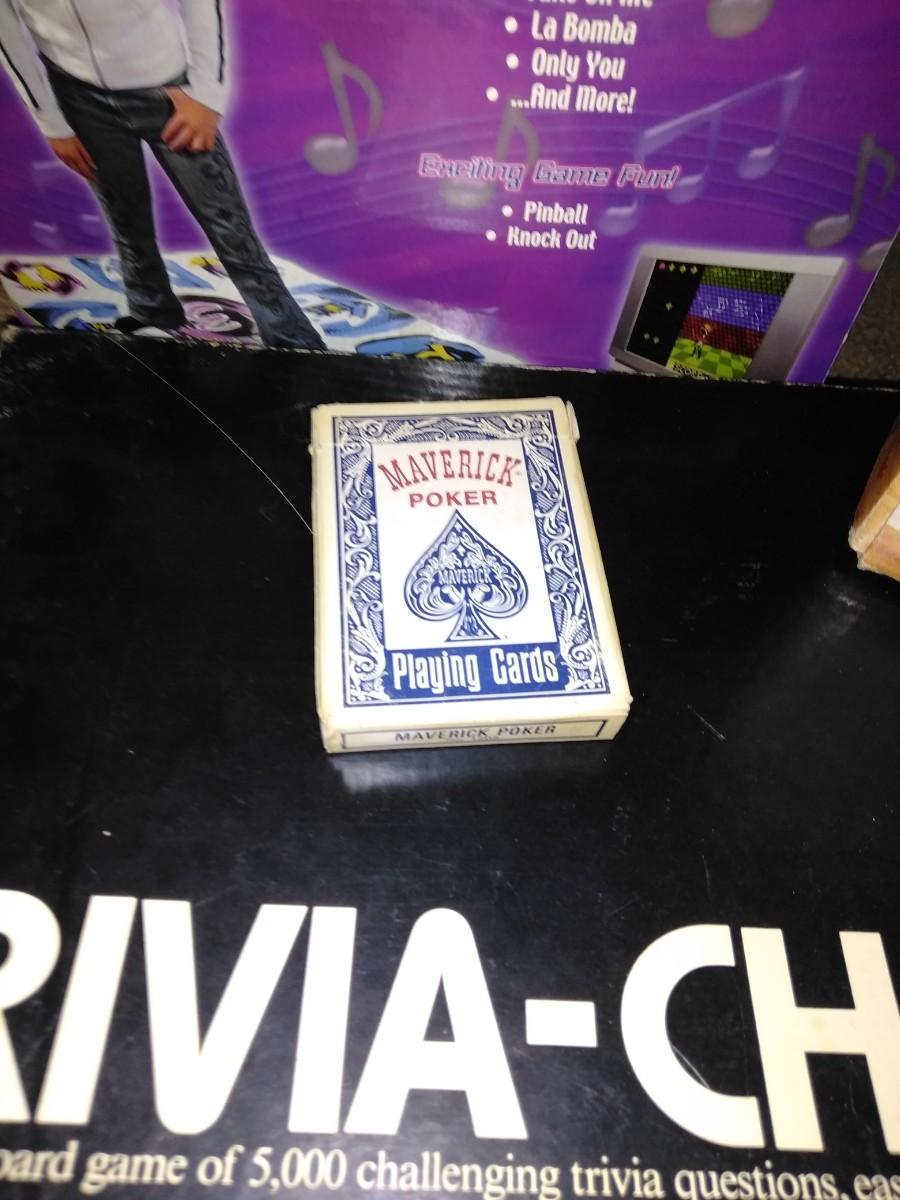 La Bomba
Only You
...And More!
Exciting Game Fun!
Pinball
Knock Out
MAVERICK
POKER
MAVERICK
Playing Cards
MAVERICK POKER
RIVIA-CH
oard game of 5,000 challenging trivia questions, eas